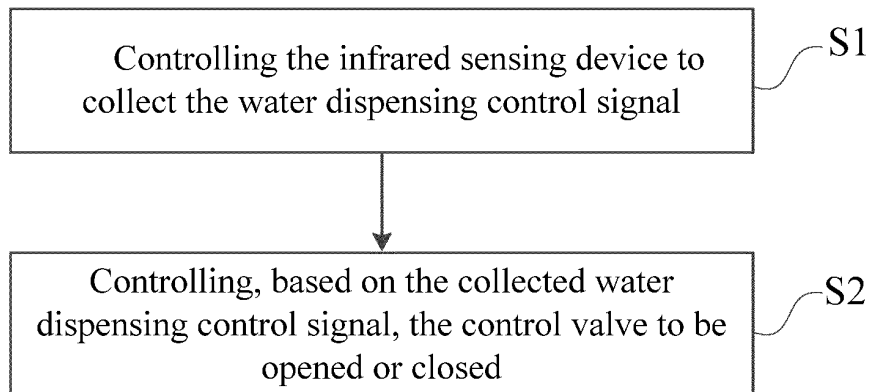 Controlling the infrared sensing device to
collect the water dispensing control signal
S1
Controlling, based on the collected water
dispensing control signal, the control valve to be
opened or closed
S2